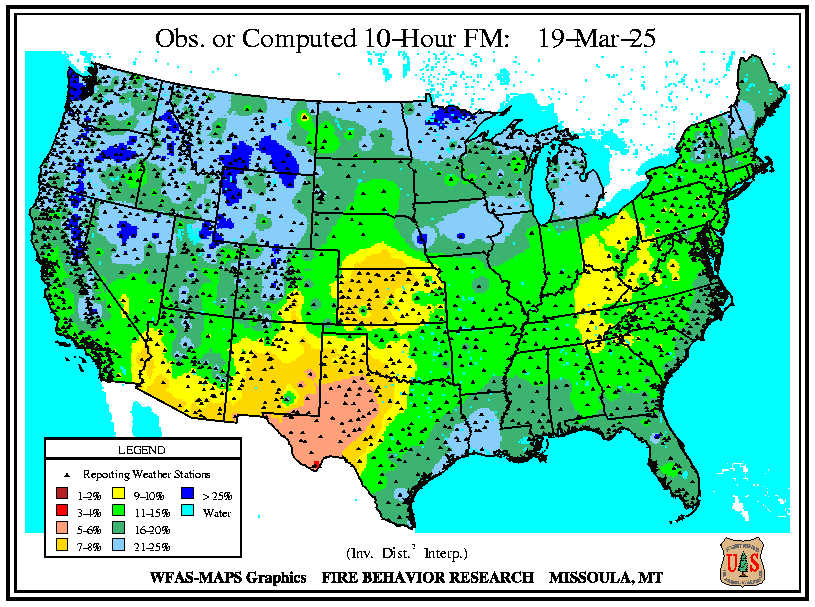 Obs. or Computed 10-Hour FM: 19-Mar-25
LEGEND
Reporting Weather Stations
1-2% 9-10% > 25%
3-4% 11-15% Water
5-6% 16-20%
7-8% 21-25%
(Inv. Dist.² Interp.)
WFAS-MAPS Graphics FIRE BEHAVIOR RESEARCH MISSOULA, MT
U S